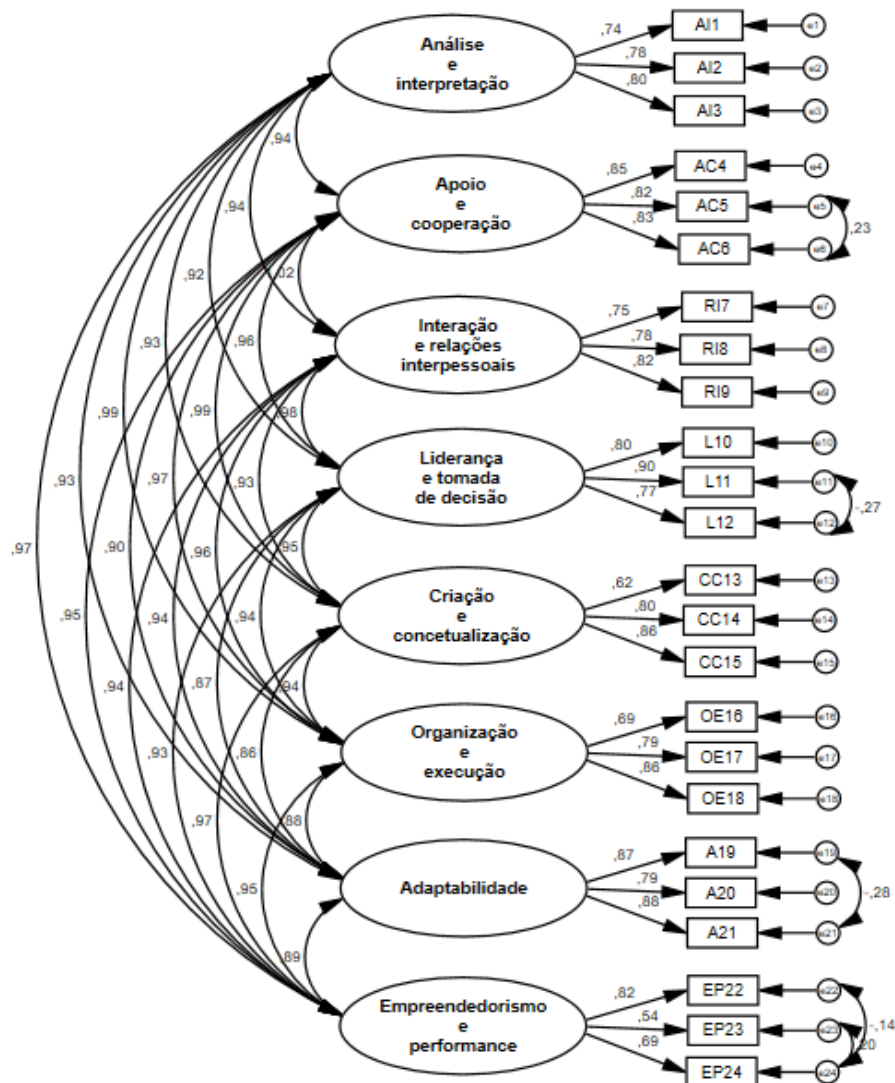 Análise
e
interpretação
,74
,78
,80
AI1
AI2
AI3
e1
e2
e3
,94
Apoio
e
cooperação
,85
,82
,83
AC4
AC5
AC6
e4
e5
e6
,23
,94
,02
Interação
e relações
interpessoais
,75
,78
,82
RI7
RI8
RI9
e7
e8
e9
,92
,96
,98
Liderança
e tomada
de decisão
,80
,90
,77
L10
L11
L12
e10
e11
e12
-,27
,93
,99
,93
,95
Criação
e
concetualização
,62
,80
,86
CC13
CC14
CC15
e13
e14
e15
,99
,97
,96
,94
,94
Organização
e
execução
,69
,79
,86
OE16
OE17
OE18
e16
e17
e18
,93
,90
,94
,87
,86
,88
Adaptabilidade
,87
,79
,88
A19
A20
A21
e19
e20
e21
-,28
,97
,95
,94
,93
,97
,95
,89
Empreendedorismo
e
performance
,82
,54
,69
EP22
EP23
EP24
e22
e23
e24
-,14
,20